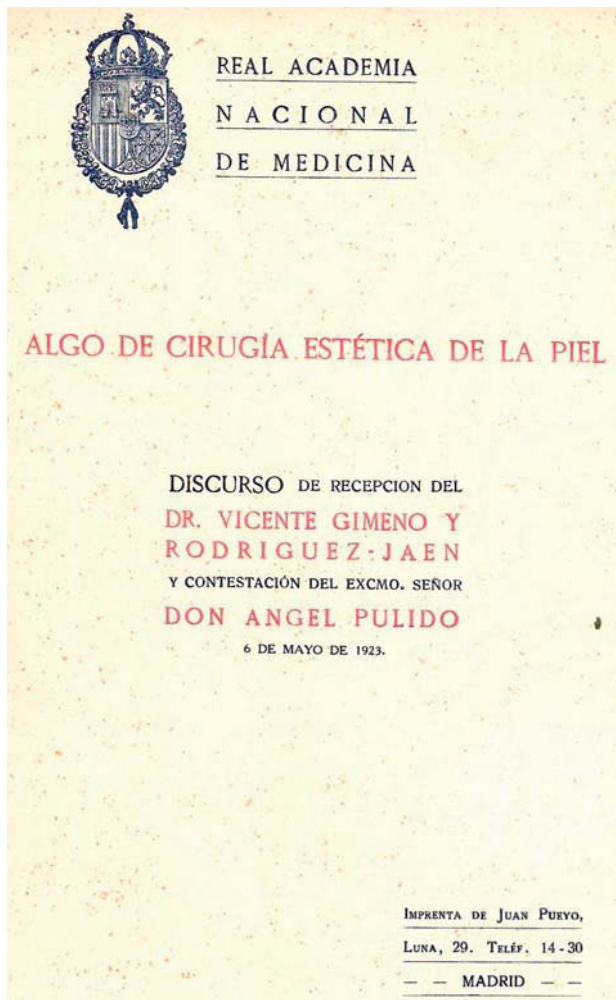 REAL ACADEMIA
NACIONAL
DE MEDICINA
ALGO DE CIRUGÍA ESTÉTICA DE LA PIEL
DISCURSO DE RECEPCION DEL
DR. VICENTE GIMENO Y
RODRIGUEZ-JAEN
Y CONTESTACIÓN DEL EXCMO. SEÑOR
DON ANGEL PULIDO
6 DE MAYO DE 1923.
IMPRENTA DE JUAN PUEYO,
LUNA, 29. TELÉF. 14-30
— — MADRID — —